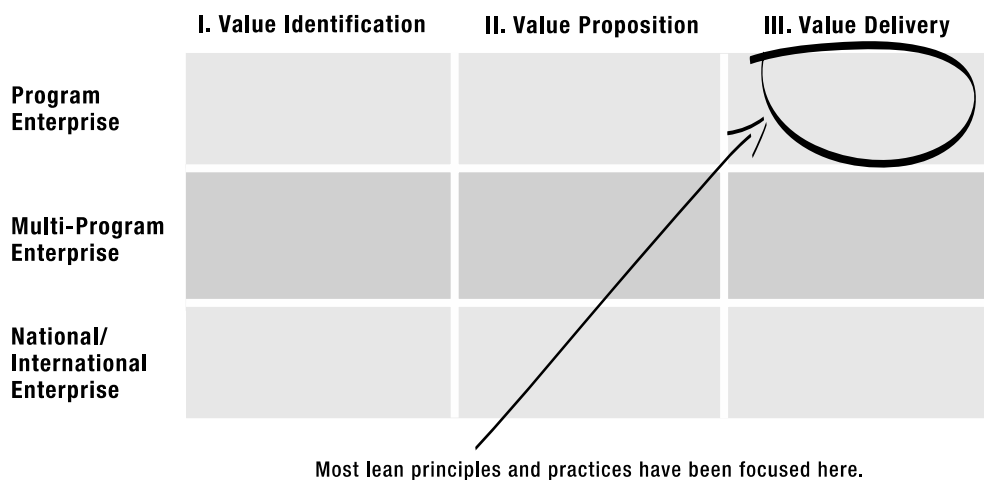 I. Value Identification
II. Value Proposition
III. Value Delivery
Program
Enterprise
Multi-Program
Enterprise
National/
International
Enterprise
Most lean principles and practices have been focused here.